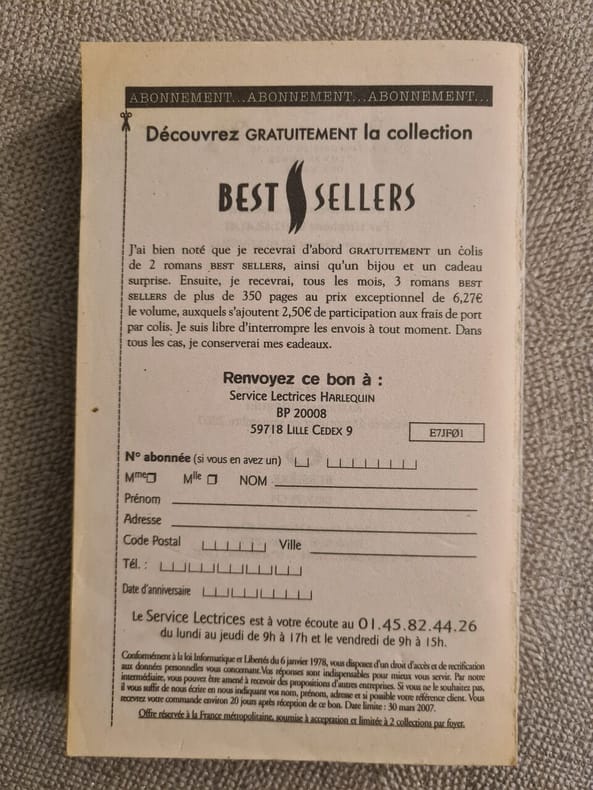 ABONNEMENT...ABONNEMENT...ABONNEMENT...
Découvrez GRATUITEMENT la collection
BEST SELLERS
J'ai bien noté que je recevrai d'abord GRATUITEMENT un colis
de 2 romans BEST SELLERS, ainsi qu'un bijou et un cadeau
surprise. Ensuite, je recevrai, tous les mois, 3 romans BEST
SELLERS de plus de 350 pages au prix exceptionnel de 6,27€
le volume, auxquels s'ajoutent 2,50€ de participation aux frais de port
par colis. Je suis libre d'interrompre les envois à tout moment. Dans
tous les cas, je conserverai mes cadeaux.
Renvoyez ce bon à :
Service Lectrices HARLEQUIN
BP 20008
59718 LILLE CEDEX 9
E7JF01
N° abonnée (si vous en avez un)
Mme Mlle NOM
Prénom
Adresse
Code Postal Ville
Tél. :
Date d'anniversaire
Le Service Lectrices est à votre écoute au 01.45.82.44.26
du lundi au jeudi de 9h à 17h et le vendredi de 9h à 15h.
Conformément à la loi Informatique et Libertés du 6 janvier 1978, vous disposez d'un droit d'accès et de rectification
aux données personnelles vous concernant. Vos réponses sont indispensables pour mieux vous servir. Par notre
intermédiaire, vous pouvez être amené à recevoir des propositions d'autres entreprises. Si vous ne le souhaitez pas,
il vous suffit de nous écrire en nous indiquant vos nom, prénom, adresse et si possible votre référence client. Vous
recevrez votre commande environ 20 jours après réception de ce bon. Date limite : 30 mars 2007.
Offre réservée à la France métropolitaine, soumise à acceptation et limitée à 2 collections par foyer.